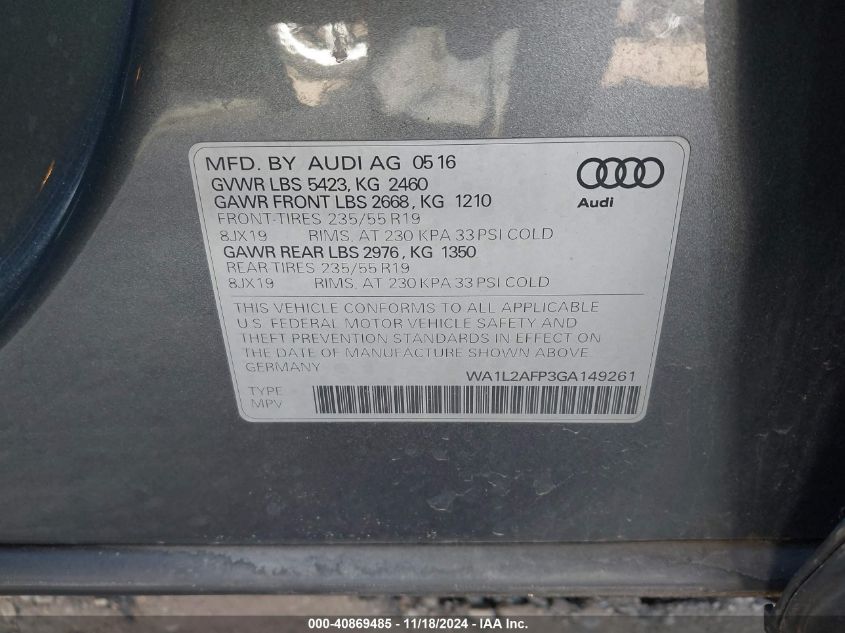 MFD. BY AUDI AG 05 16
GVWR LBS 5423, KG 2460
GAWR FRONT LBS 2668, KG 1210
FRONT-TIRES 235/55 R19
8JX19 RIMS, AT 230 KPA 33 PSI COLD
GAWR REAR LBS 2976, KG 1350
REAR TIRES 235/55 R19
8JX19 RIMS, AT 230 KPA 33 PSI COLD
Audi
THIS VEHICLE CONFORMS TO ALL APPLICABLE
U.S. FEDERAL MOTOR VEHICLE SAFETY AND
THEFT PREVENTION STANDARDS IN EFFECT ON
THE DATE OF MANUFACTURE SHOWN ABOVE
GERMANY
WA1L2AFP3GA149261
TYPE
MPV
000-40869485 - 11/18/2024 - IAA Inc.